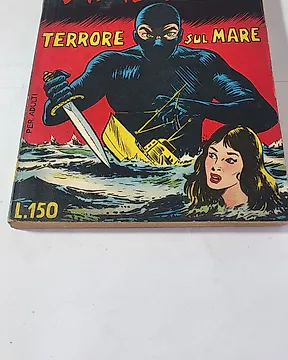 TERRORE SUL MARE
PER ADULTI
L.150